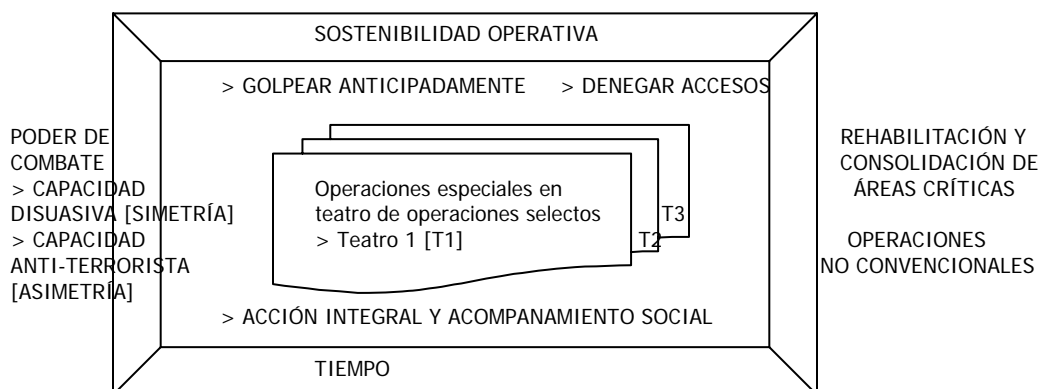 SOSTENIBILIDAD OPERATIVA
> GOLPEAR ANTICIPADAMENTE > DENEGAR ACCESOS
PODER DE
COMBATE
> CAPACIDAD
DISUASIVA [SIMETRÍA]
> CAPACIDAD
ANTI-TERRORISTA
[ASIMETRÍA]
Operaciones especiales en
teatro de operaciones selectos
> Teatro 1 [T1]
T2
T3
REHABILITACIÓN Y
CONSOLIDACIÓN DE
ÁREAS CRÍTICAS
OPERACIONES
NO CONVENCIONALES
> ACCIÓN INTEGRAL Y ACOMPANAMIENTO SOCIAL
TIEMPO